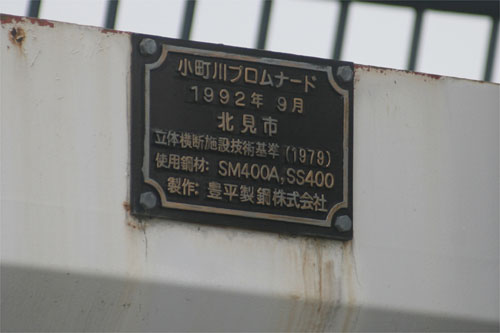 小町川プロムナード
1992年 9月
北見市
立体横断施設技術基準(1979)
使用鋼材: SM400A,SS400
製作: 豊平製鋼株式会社